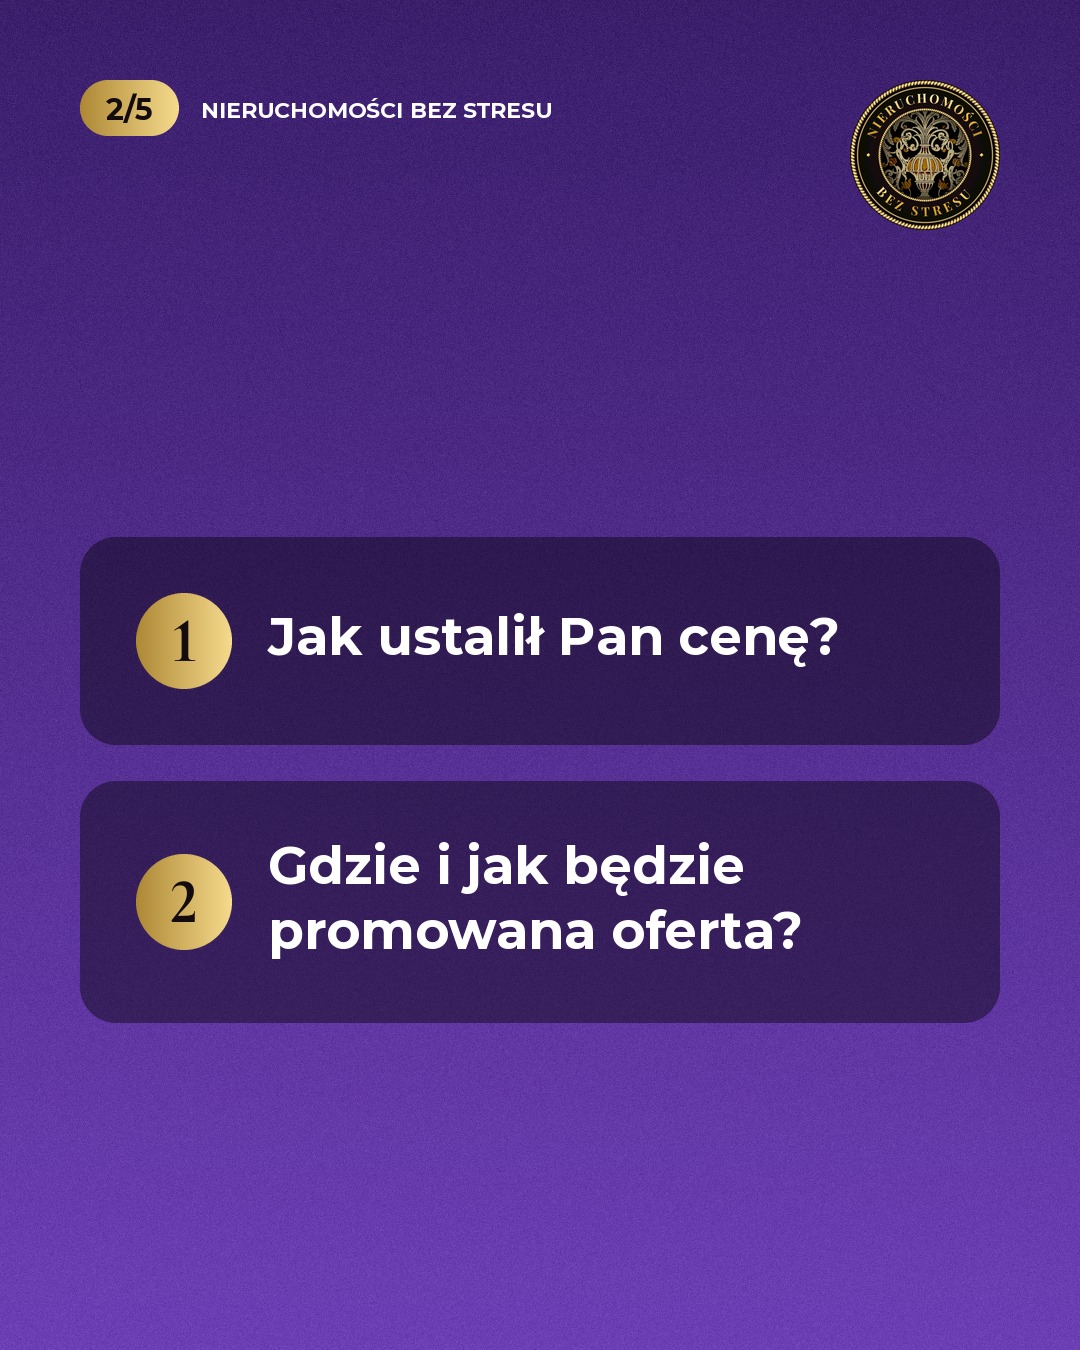 2/5
NIERUCHOMOŚCI BEZ STRESU
NIERUCHOMOŚCI
BEZ STRESU
1
Jak ustalił Pan cenę?
2
Gdzie i jak będzie
promowana oferta?